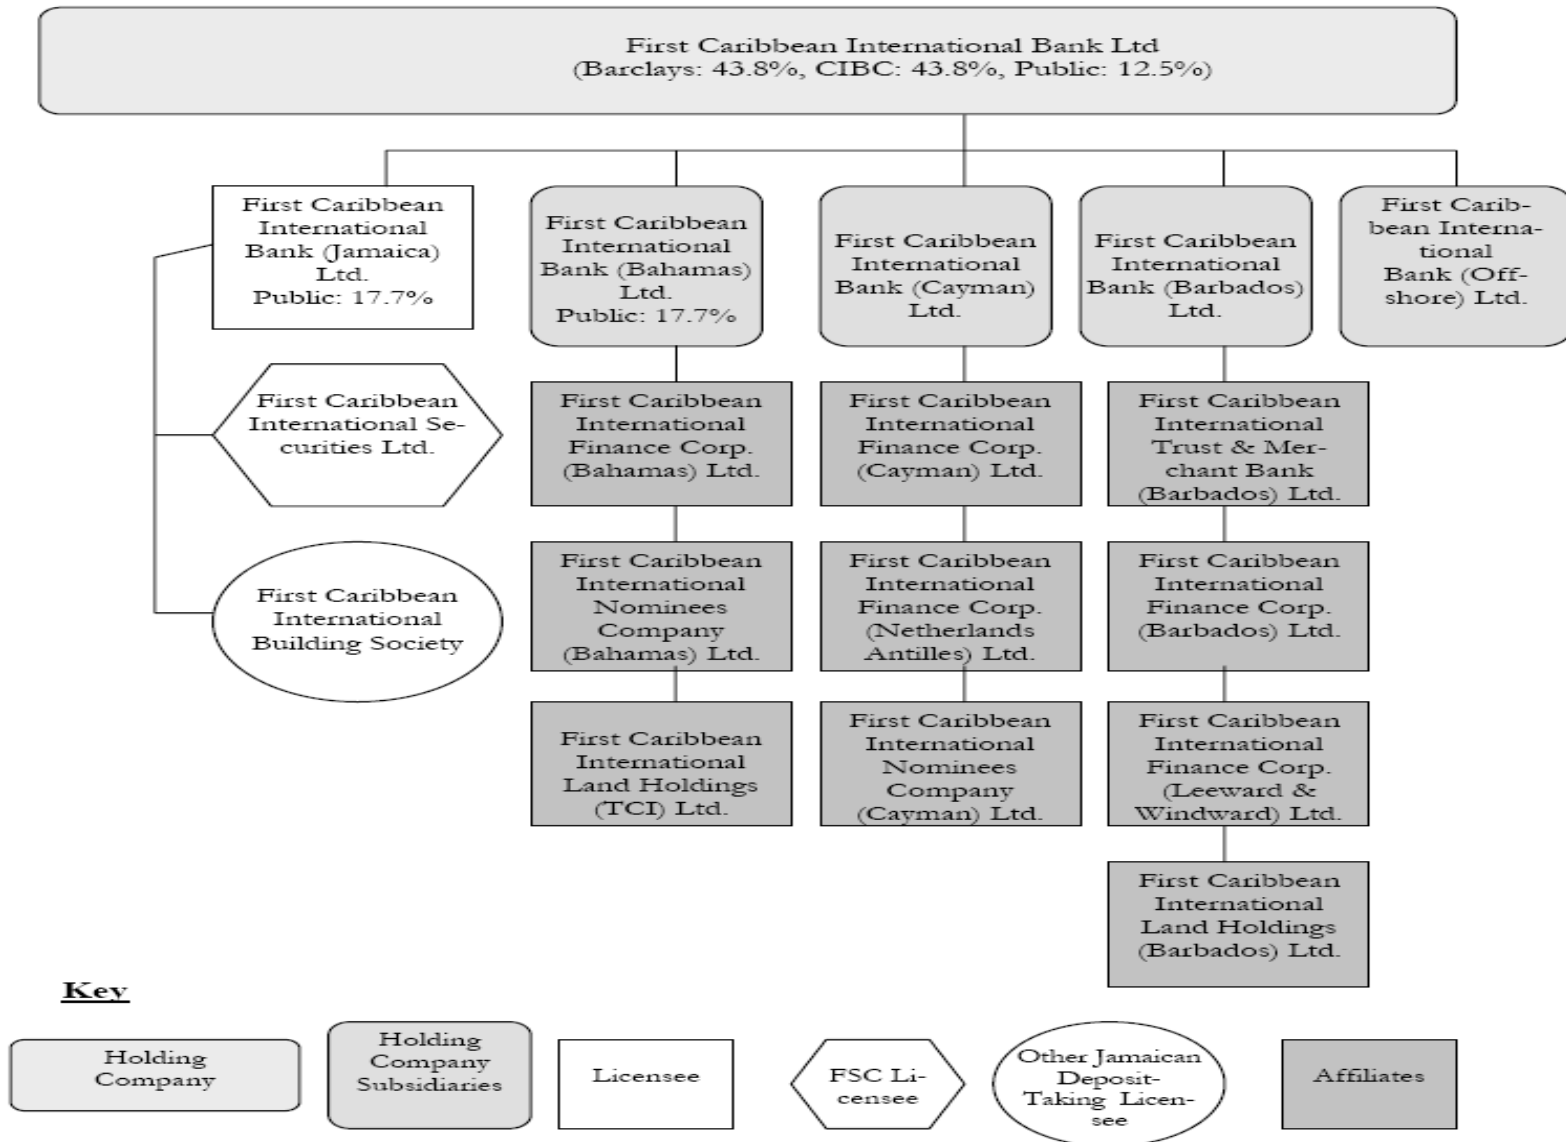 First Caribbean International Bank Ltd
(Barclays: 43.8%, CIBC: 43.8%, Public: 12.5%)
First Caribbean
International
Bank (Jamaica)
Ltd.
Public: 17.7%
First Caribbean
International
Bank (Bahamas)
Ltd.
Public: 17.7%
First Caribbean
International
Bank (Cayman)
Ltd.
First Caribbean
International
Bank (Barbados)
Ltd.
First Carib-
bean Interna-
tional
Bank (Off-
shore) Ltd.
First Caribbean
International Se-
curities Ltd.
First Caribbean
International
Finance Corp.
(Bahamas) Ltd.
First Caribbean
International
Finance Corp.
(Cayman) Ltd.
First Caribbean
International
Trust & Mer-
chant Bank
(Barbados) Ltd.
First Caribbean
International
Building Society
First Caribbean
International
Nominees
Company
(Bahamas) Ltd.
First Caribbean
International
Finance Corp.
(Netherlands
Antilles) Ltd.
First Caribbean
International
Finance Corp.
(Barbados) Ltd.
First Caribbean
International
Land Holdings
(TCI) Ltd.
First Caribbean
International
Nominees
Company
(Cayman) Ltd.
First Caribbean
International
Finance Corp.
(Leeward &
Windward) Ltd.
First Caribbean
International
Land Holdings
(Barbados) Ltd.
Key
Holding
Company
Holding
Company
Subsidiaries
Licensee
FSC Li-
censee
Other Jamaican
Deposit-
Taking Licen-
see
Affiliates